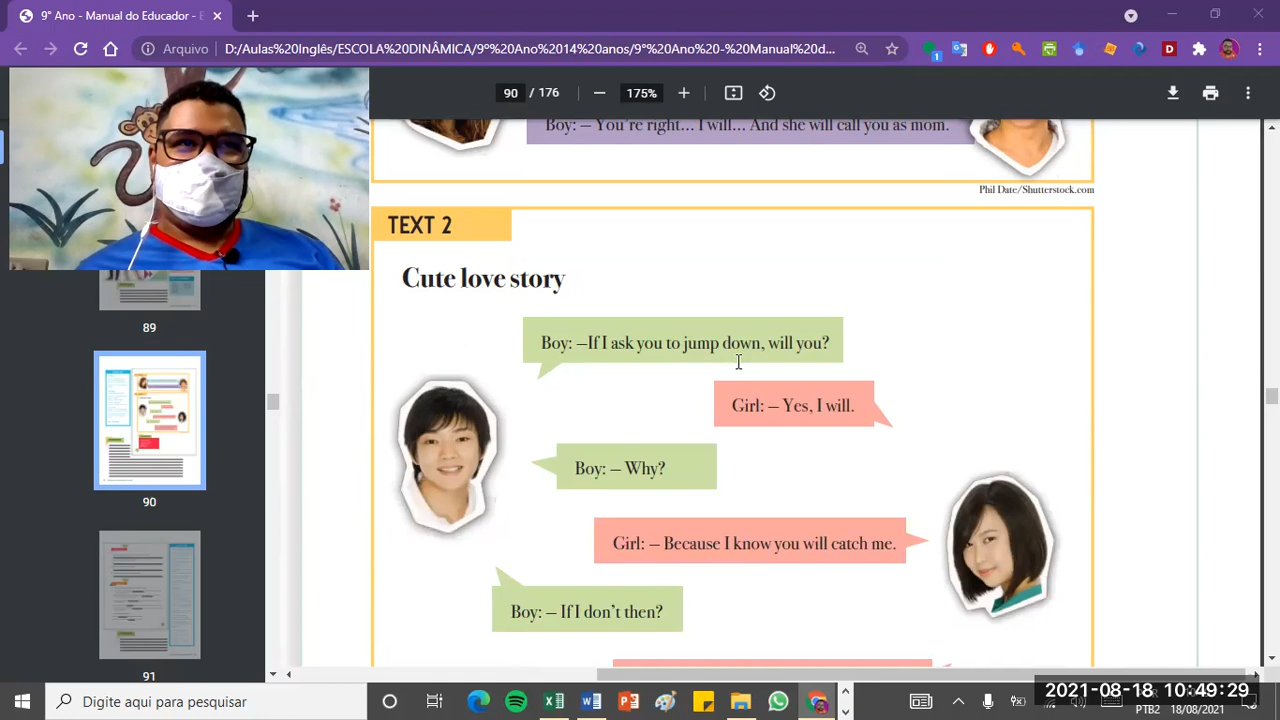 9° Ano - Manual do Educador - E
Arquivo
D:/Aulas%20Inglês/ESCOLA%20DINÂMICA/9º%20Ano%2014%20anos/9°%20Ano%20-%20Manual%20d...
90 / 176
175%
Boy: – You're right... I will... And she will call you as mom.
Phil Date/Shutterstock.com
TEXT 2
Cute love story
Boy: –If I ask you to jump down, will you?
Girl: – Yes, I will.
Boy: – Why?
Girl: – Because I know you will catch me.
Boy: – If I don't then?
89
90
91
Digite aqui para pesquisar
2021-08-18 10:49:29
PTB2
18/08/2021